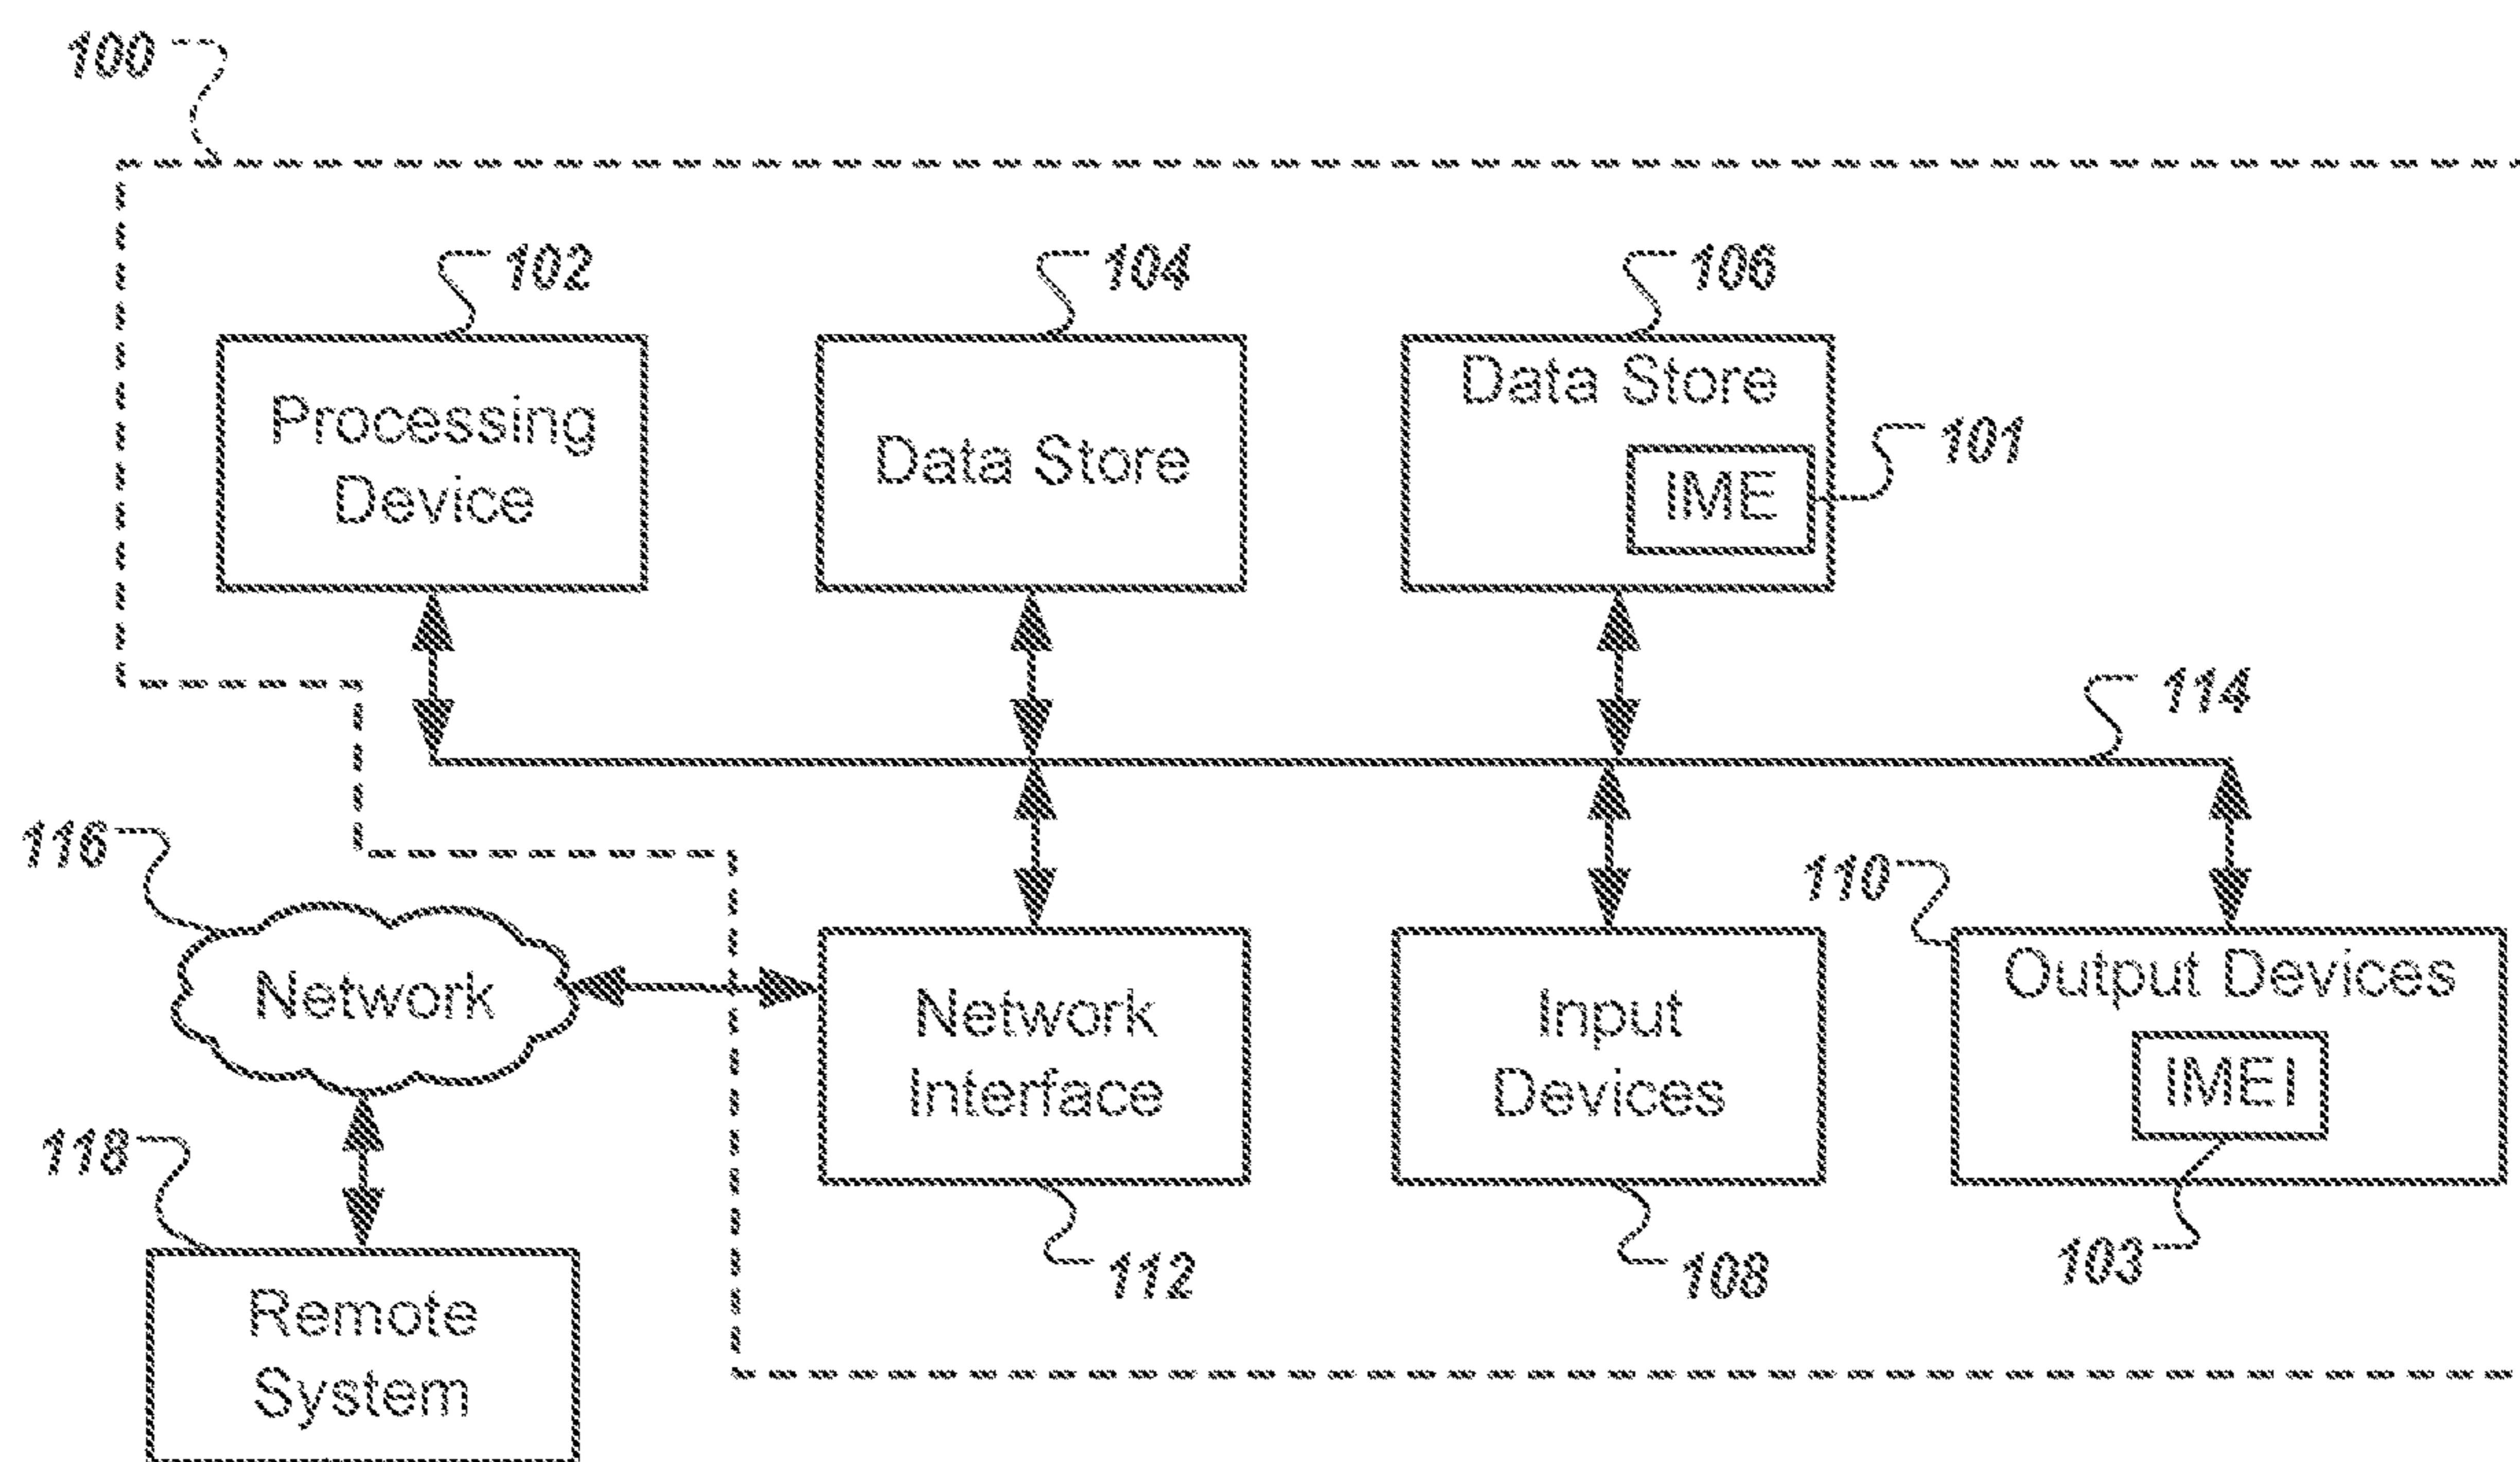 100
102
104
106
Processing
Device
Data Store
Data Store
IME
101
114
116
110
Network
Network
Interface
Input
Devices
Output Devices
IMEI
118
112
108
103
Remote
System